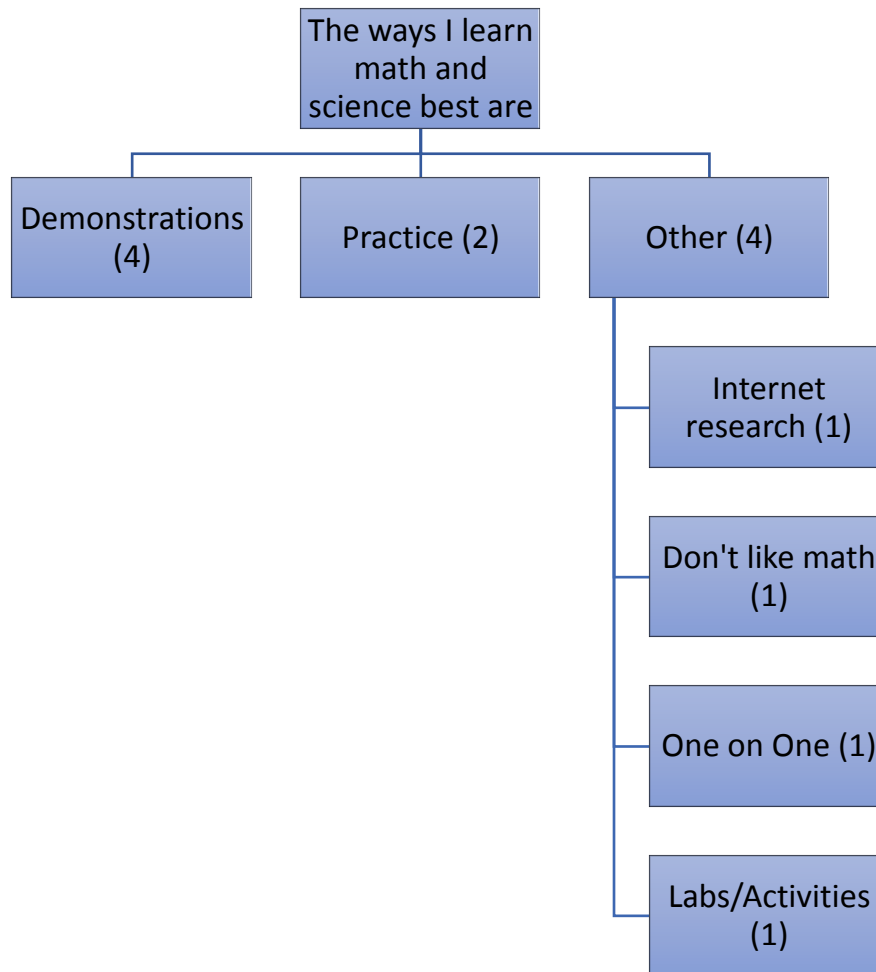 The ways I learn
math and
science best are
Demonstrations
(4)
Practice (2)
Other (4)
Internet
research (1)
Don't like math
(1)
One on One (1)
Labs/Activities
(1)